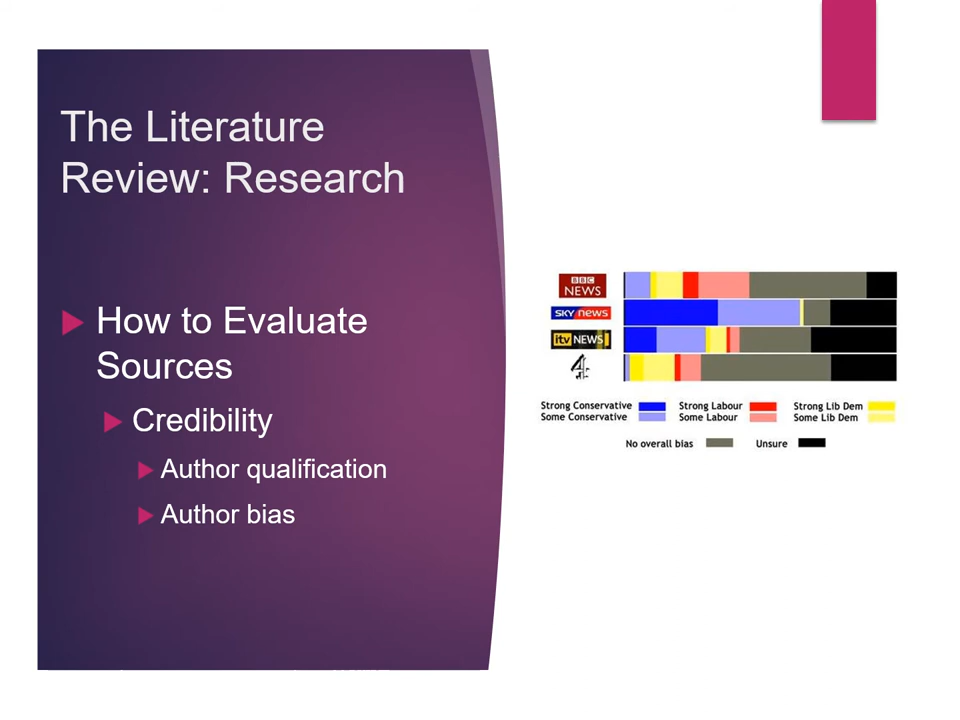 The Literature
Review: Research
How to Evaluate
Sources
Credibility
Author qualification
Author bias
BBC
NEWS
sky news
itv NEWS
4
Strong Conservative
Strong Labour
Strong Lib Dem
Some Conservative
Some Labour
Some Lib Dem
No overall bias
Unsure